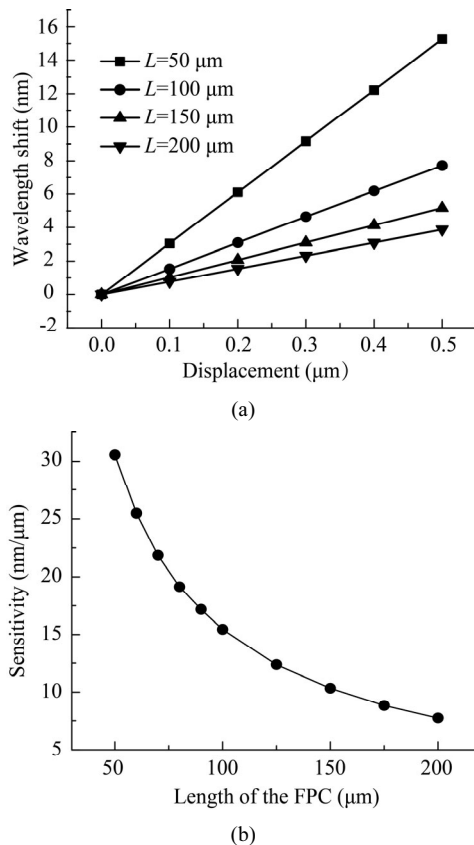 16
14
12
10
8
6
4
2
0
-2
Wavelength shift (nm)
L=50 μm
L=100 μm
L=150 μm
L=200 μm
0.0 0.1 0.2 0.3 0.4 0.5
Displacement (μm)
(a)
30
25
20
15
10
5
Sensitivity (nm/μm)
50 100 150 200
Length of the FPC (μm)
(b)